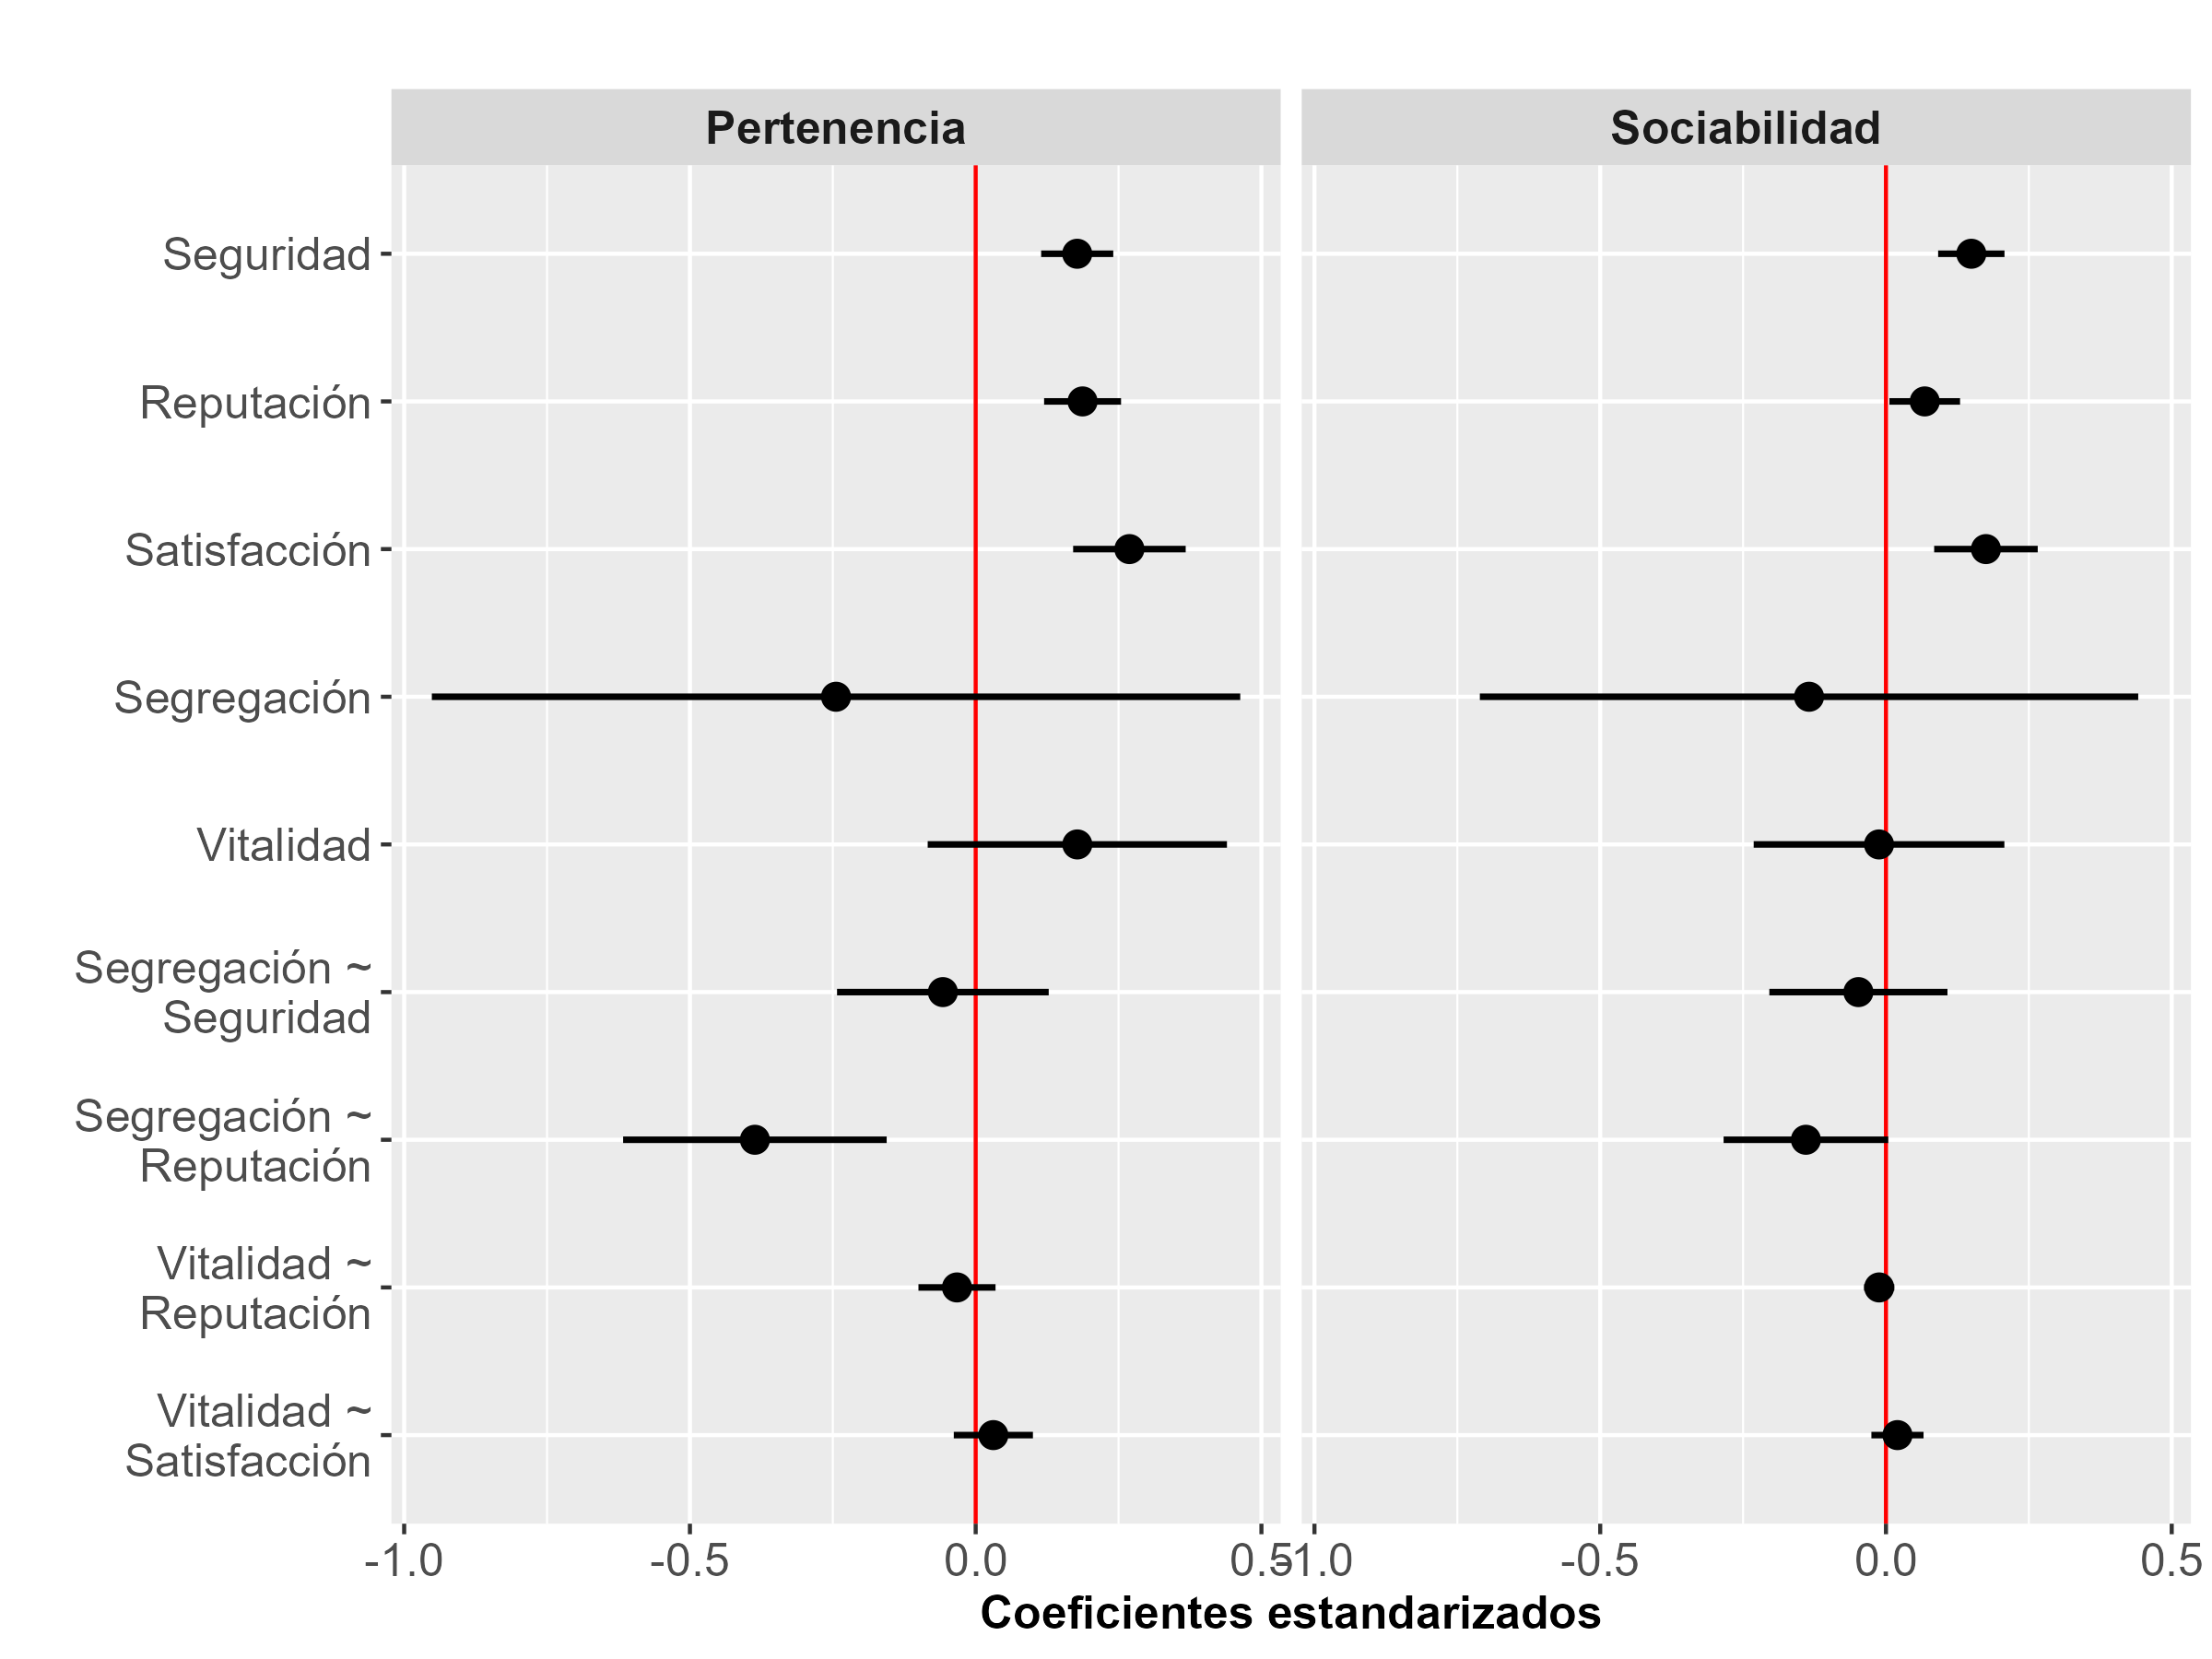 Pertenencia
Sociabilidad
Seguridad
Reputación
Satisfacción
Segregación
Vitalidad
Segregación ~
Seguridad
Segregación ~
Reputación
Vitalidad ~
Reputación
Vitalidad ~
Satisfacción
-1.0 -0.5 0.0 0.5
-1.0 -0.5 0.0 0.5
Coeficientes estandarizados